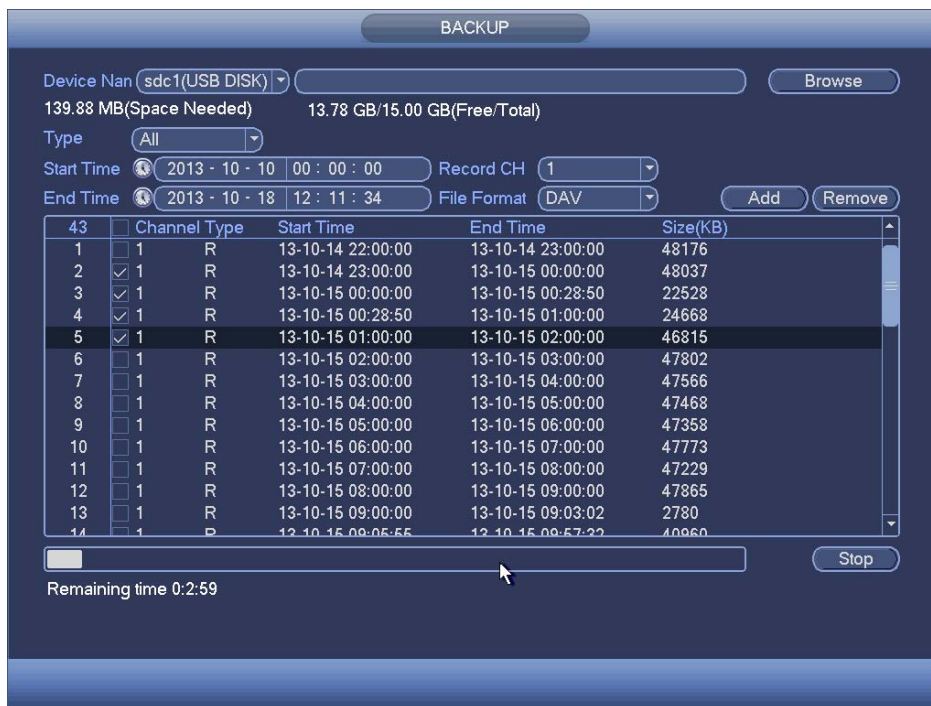 BACKUP
Device Nan sdc1(USB DISK) Browse
139.88 MB(Space Needed) 13.78 GB/15.00 GB(Free/Total)
Type All
Start Time 2013 - 10 - 10 00 : 00 : 00 Record CH 1
End Time 2013 - 10 - 18 12 : 11 : 34 File Format DAV Add Remove
43 Channel Type Start Time End Time Size(KB)
1 1 R 13-10-14 22:00:00 13-10-14 23:00:00 48176
2 1 R 13-10-14 23:00:00 13-10-15 00:00:00 48037
3 1 R 13-10-15 00:00:00 13-10-15 00:28:50 22528
4 1 R 13-10-15 00:28:50 13-10-15 01:00:00 24668
5 1 R 13-10-15 01:00:00 13-10-15 02:00:00 46815
6 1 R 13-10-15 02:00:00 13-10-15 03:00:00 47802
7 1 R 13-10-15 03:00:00 13-10-15 04:00:00 47566
8 1 R 13-10-15 04:00:00 13-10-15 05:00:00 47468
9 1 R 13-10-15 05:00:00 13-10-15 06:00:00 47358
10 1 R 13-10-15 06:00:00 13-10-15 07:00:00 47773
11 1 R 13-10-15 07:00:00 13-10-15 08:00:00 47229
12 1 R 13-10-15 08:00:00 13-10-15 09:00:00 47865
13 1 R 13-10-15 09:00:00 13-10-15 09:03:02 2780
14 1 R 13-10-15 09:57:32 40960
Stop
Remaining time 0:2:59